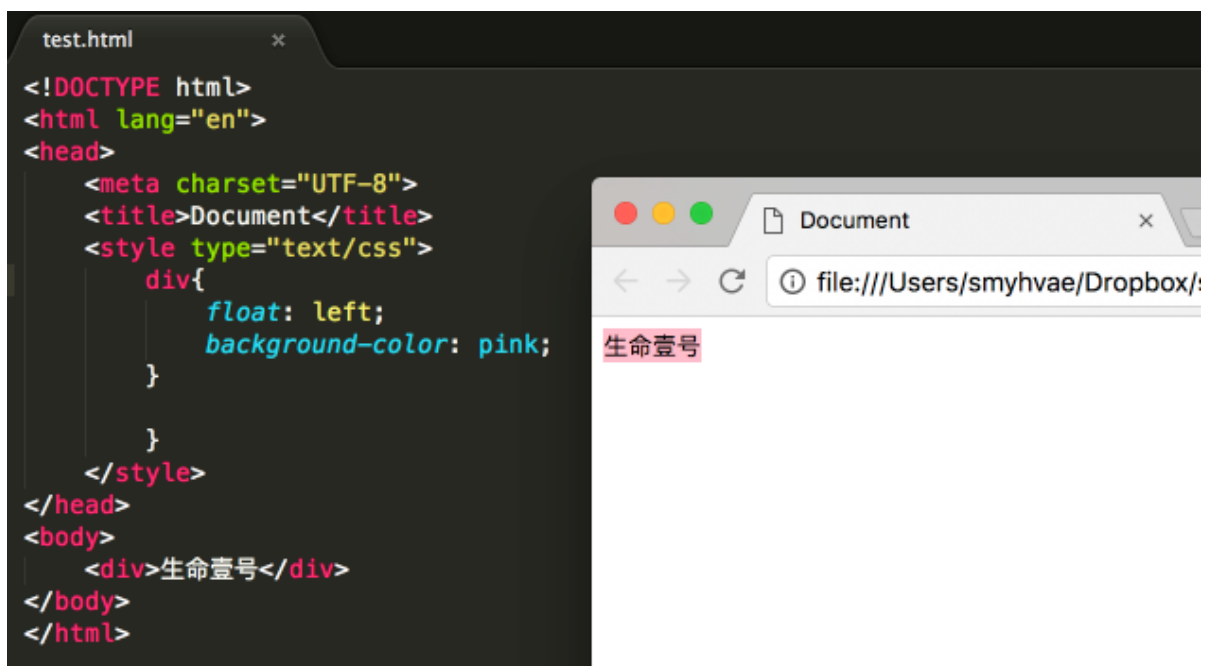 test.html ×
<!DOCTYPE html>
<html lang="en">
<head>
    <meta charset="UTF-8">
    <title>Document</title>
    <style type="text/css">
        div{
            float: left;
            background-color: pink;
        }

        }
    </style>
</head>
<body>
    <div>生命壹号</div>
</body>
</html>
Document ×
file:///Users/smyhvae/Dropbox/
生命壹号